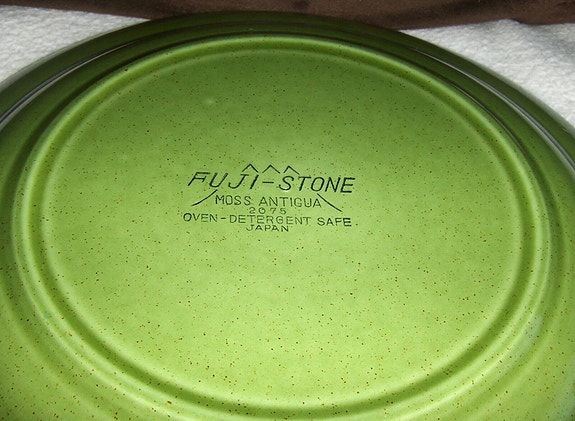 FUJI-STONE
MOSS ANTIGUA
2075
OVEN-DETERGENT SAFE
JAPAN